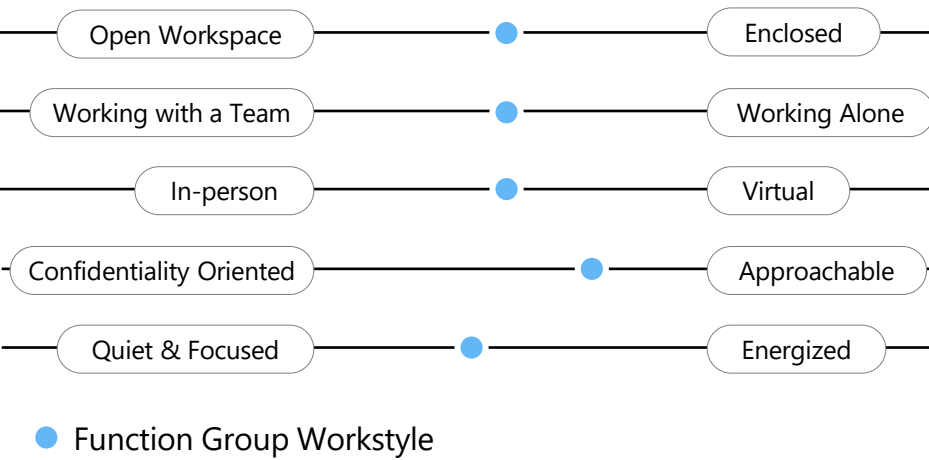 Open Workspace Enclosed
Working with a Team Working Alone
In-person Virtual
Confidentiality Oriented Approachable
Quiet & Focused Energized
Function Group Workstyle